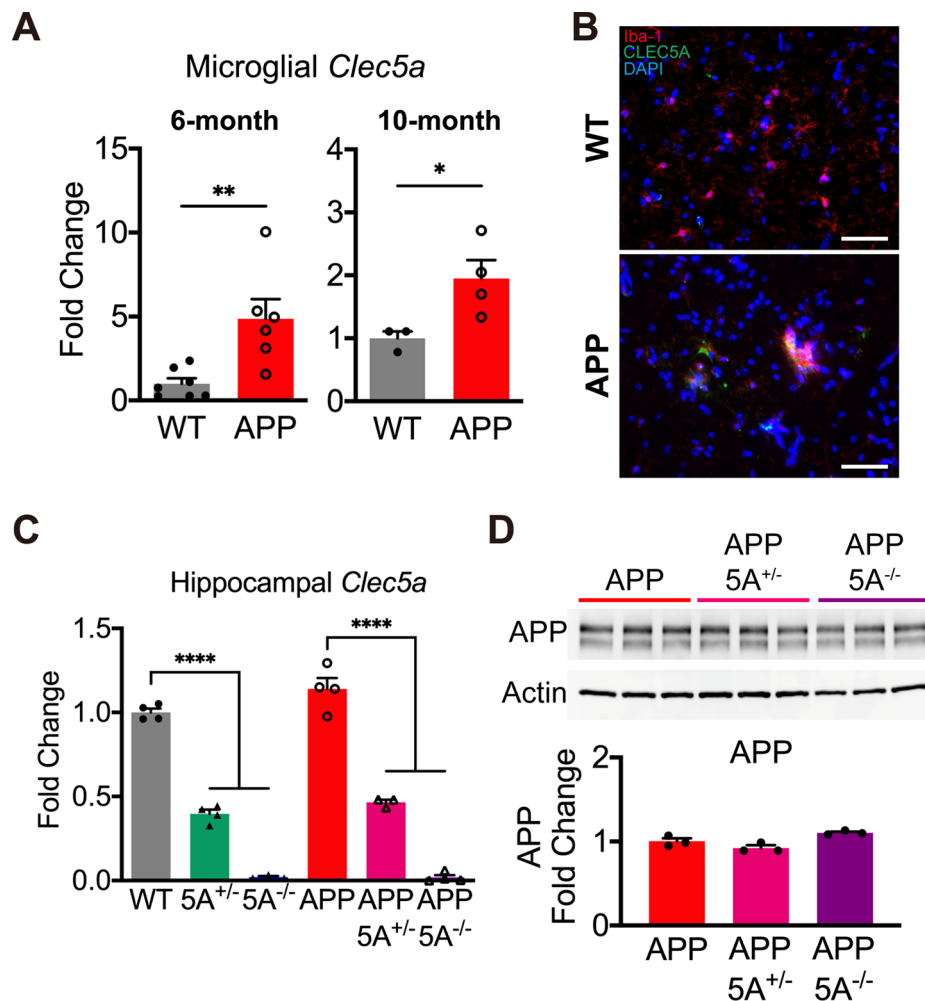 A
Microglial Clec5a
6-month
10-month
Fold Change
15
10
5
0
**
WT
APP
4
3
2
1
0
*
WT
APP
B
Iba-1
CLEC5A
DAPI
WT
APP
C
Hippocampal Clec5a
Fold Change
1.5
1.0
0.5
0.0
****
****
WT
5A+/-
5A-/-
APP
APP
5A+/-
APP
5A-/-
D
APP
APP
5A+/-
APP
5A-/-
APP
Actin
APP
APP
Fold Change
2
1
0
APP
APP
5A+/-
APP
5A-/-